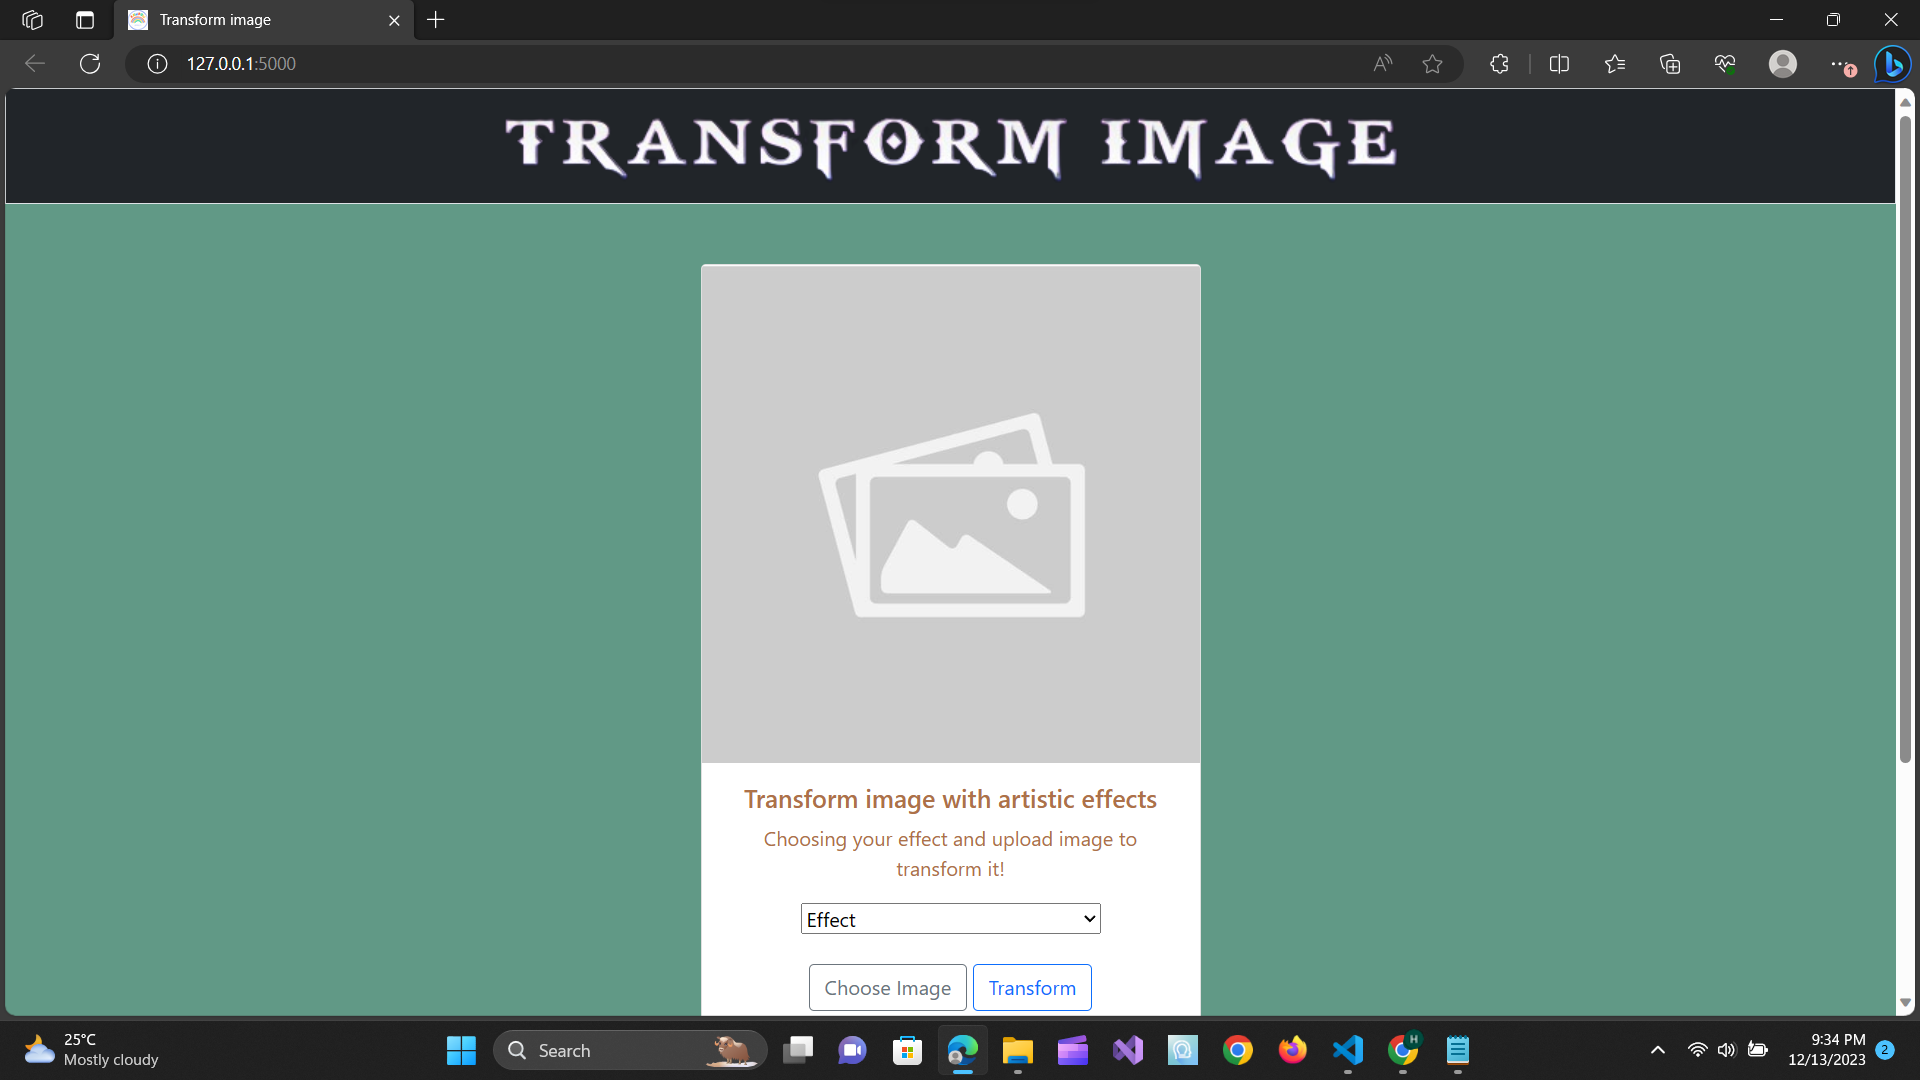 Transform image
127.0.0.1:5000
TRANSFORM IMAGE
Transform image with artistic effects
Choosing your effect and upload image to
transform it!
Effect
Choose Image
Transform
25°C
Mostly cloudy
Search
H
9:34 PM
12/13/2023
2